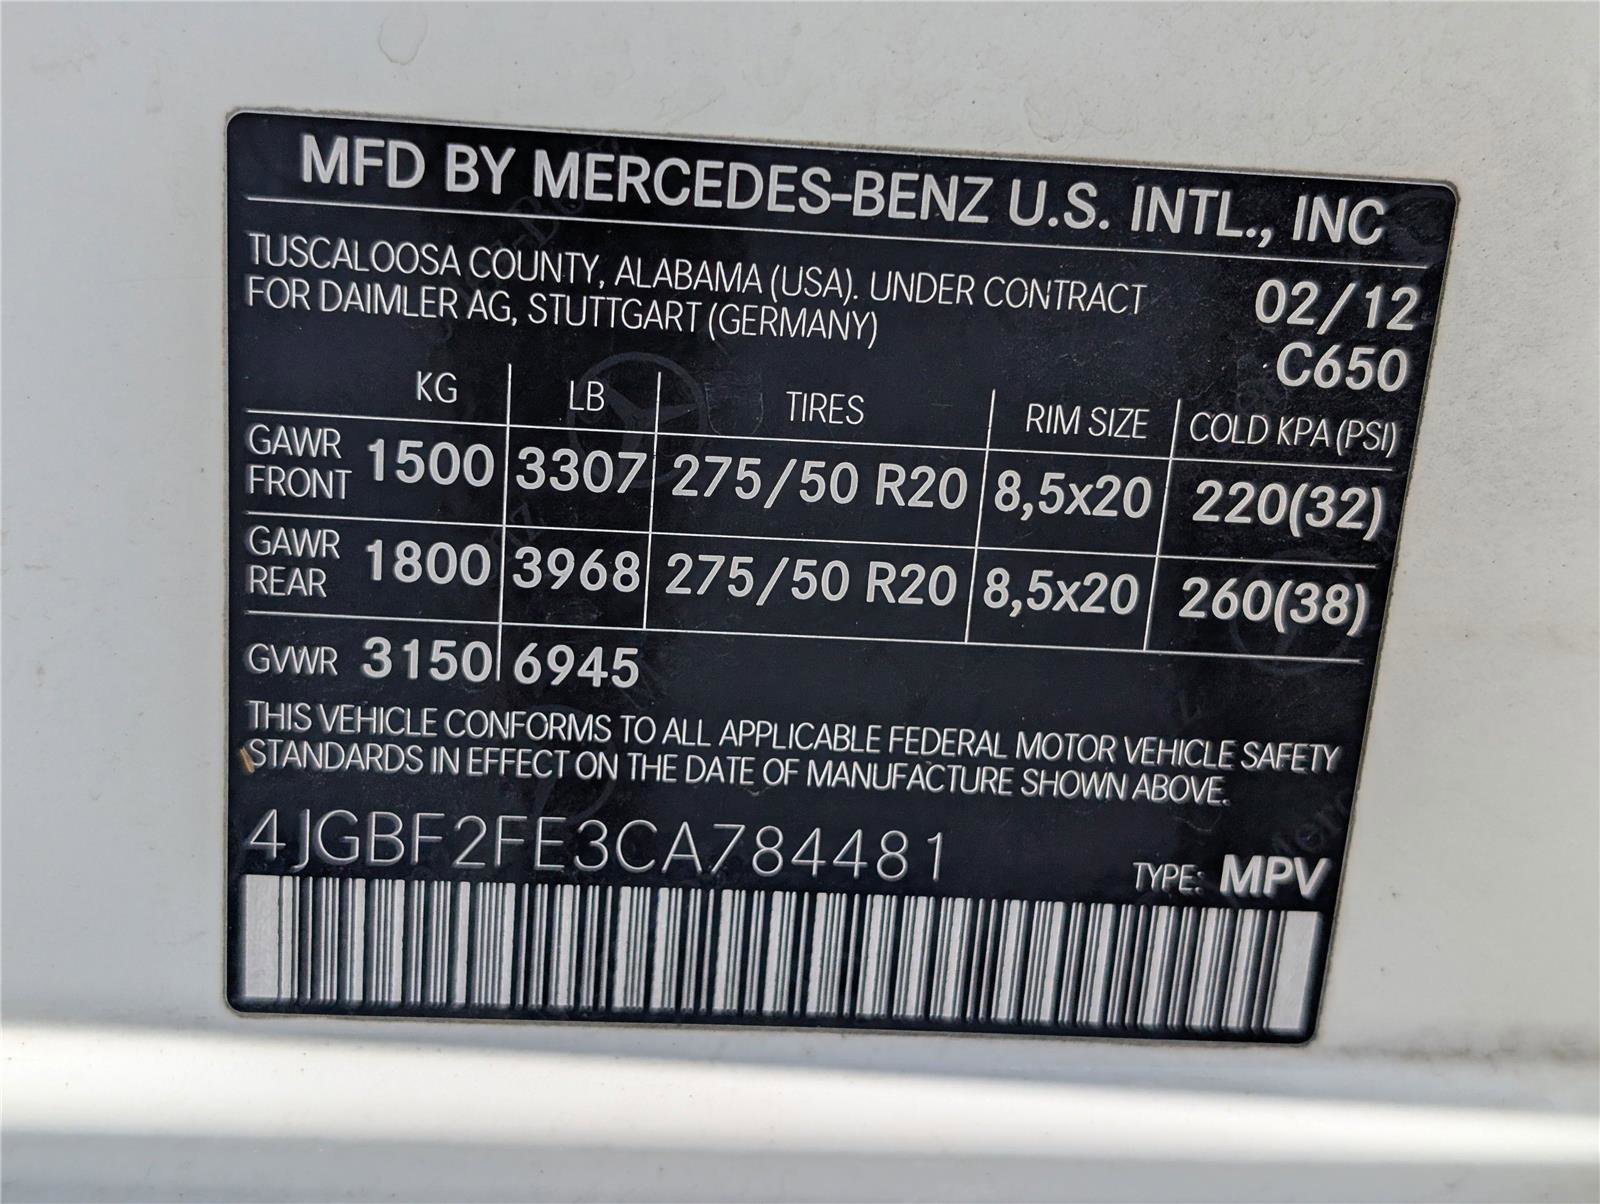 MFD BY MERCEDES-BENZ U.S. INTL., INC
TUSCALOOSA COUNTY, ALABAMA (USA). UNDER CONTRACT
FOR DAIMLER AG, STUTTGART (GERMANY)
02/12
C650
KG LB TIRES RIM SIZE COLD KPA (PSI)
GAWR FRONT 1500 3307 275/50 R20 8,5x20 220(32)
GAWR REAR 1800 3968 275/50 R20 8,5x20 260(38)
GVWR 3150 6945
THIS VEHICLE CONFORMS TO ALL APPLICABLE FEDERAL MOTOR VEHICLE SAFETY
STANDARDS IN EFFECT ON THE DATE OF MANUFACTURE SHOWN ABOVE.
4JGBF2FE3CA784481
TYPE: MPV